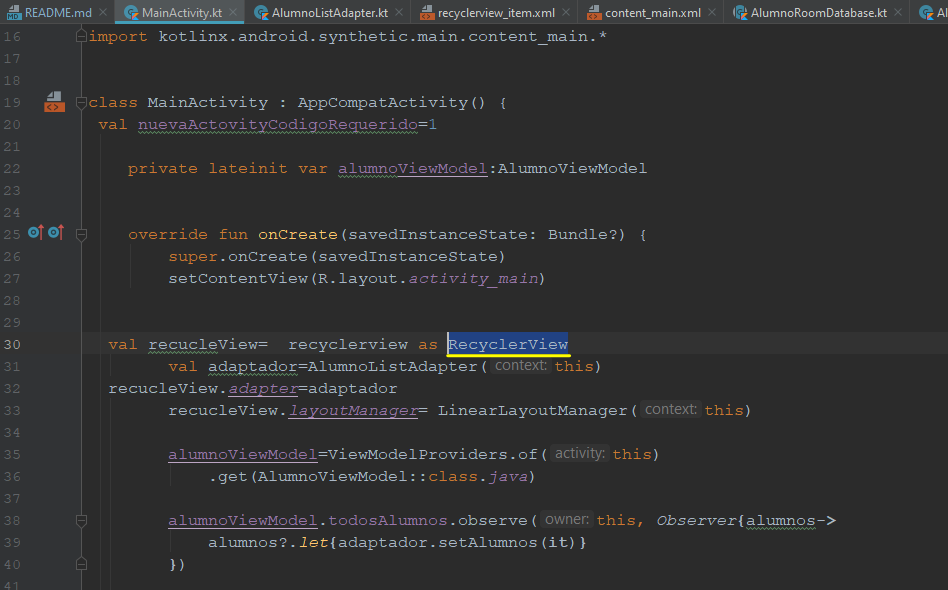 README.md MainActivity.kt AlumnoListAdapter.kt recyclerview_item.xml content_main.xml AlumnoRoomDatabase.kt Al
16 import kotlinx.android.synthetic.main.content_main.*
17
18
19 class MainActivity : AppCompatActivity() {
20 val nuevaActovityCodigoRequerido=1
21
22 private lateinit var alumnoViewModel:AlumnoViewModel
23
24
25 override fun onCreate(savedInstanceState: Bundle?) {
26 super.onCreate(savedInstanceState)
27 setContentView(R.layout.activity_main)
28
29
30 val recucleView= recyclerview as RecyclerView
31 val adaptador=AlumnoListAdapter( context: this)
32 recucleView.adapter=adaptador
33 recucleView.layoutManager= LinearLayoutManager( context: this)
34
35 alumnoViewModel=ViewModelProviders.of( activity: this)
36 .get(AlumnoViewModel::class.java)
37
38 alumnoViewModel.todosAlumnos.observe( owner: this, Observer{alumnos->
39 alumnos?.let{adaptador.setAlumnos(it)}
40 })
41